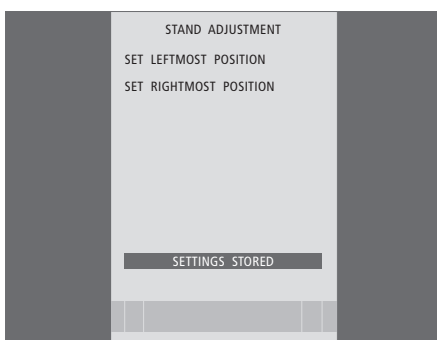 STAND ADJUSTMENT
SET LEFTMOST POSITION
SET RIGHTMOST POSITION
SETTINGS STORED